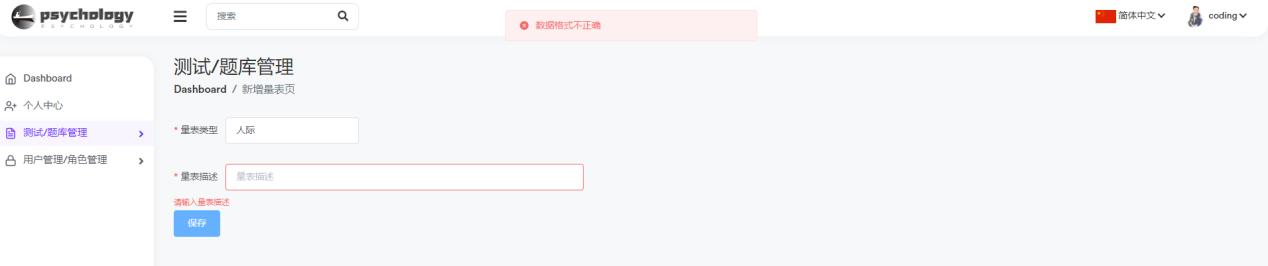 psychology
PSYCHOLOGY
搜索
数据格式不正确
简体中文
coding
Dashboard
个人中心
测试/题库管理
用户管理/角色管理
测试/题库管理
Dashboard / 新增量表页
* 量表类型 人际
* 量表描述 量表描述
请输入量表描述
保存